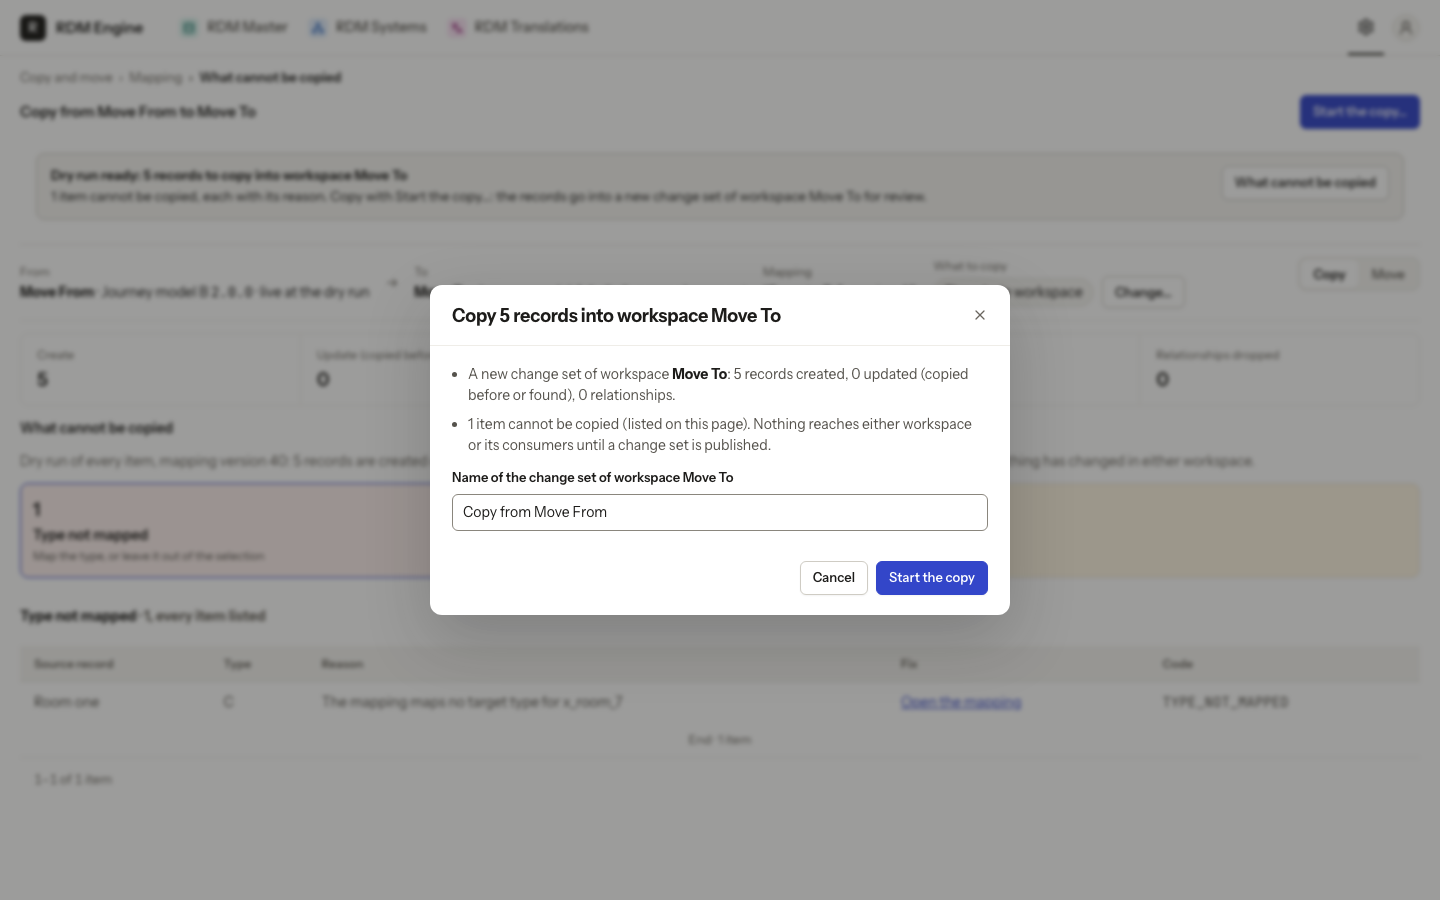 RDM Engine
RDM Master
RDM Systems
RDM Translations
Copy and move › Mapping › What cannot be copied
Copy from Move From to Move To
Start the copy...
Dry run ready: 5 records to copy into workspace Move To
1 item cannot be copied, each with its reason. Copy with Start the copy...: the records go into a new change set of workspace Move To for review.
What cannot be copied
From
Move From · Journey model B 2.0.0 · live at the dry run
To
Mapping
What to copy
workspace
Change...
Copy
Move
Create
5
Update (copied before
0
Relationships dropped
0
Copy 5 records into workspace Move To
A new change set of workspace Move To: 5 records created, 0 updated (copied
before or found), 0 relationships.
1 item cannot be copied (listed on this page). Nothing reaches either workspace
or its consumers until a change set is published.
Name of the change set of workspace Move To
Copy from Move From
Cancel
Start the copy
What cannot be copied
Dry run of every item, mapping version 40: 5 records are created
thing has changed in either workspace.
1
Type not mapped
Map the type, or leave it out of the selection
Type not mapped · 1, every item listed
Source record
Type
Reason
Fix
Code
Room one
C
The mapping maps no target type for x_room_7
Open the mapping
TYPE_NOT_MAPPED
End · 1 item
1–1 of 1 item